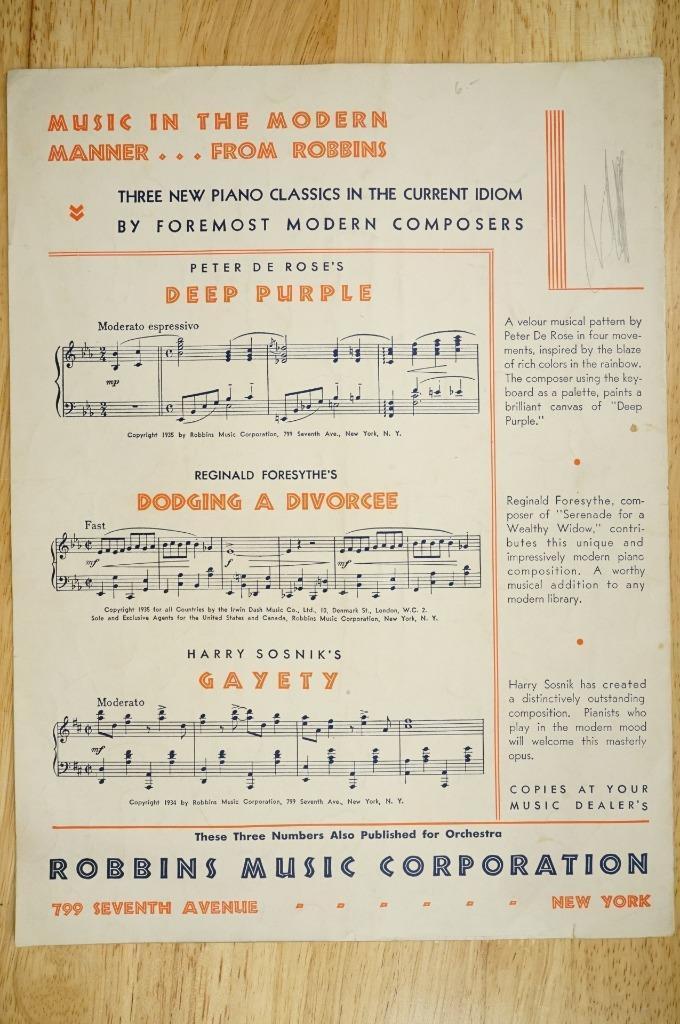 6.-
MUSIC IN THE MODERN
MANNER . . . FROM ROBBINS
THREE NEW PIANO CLASSICS IN THE CURRENT IDIOM
BY FOREMOST MODERN COMPOSERS
PETER DE ROSE'S
DEEP PURPLE
Moderato espressivo
mp
Copyright 1935 by Robbins Music Corporation, 799 Seventh Ave., New York, N. Y.
A velour musical pattern by
Peter De Rose in four move-
ments, inspired by the blaze
of rich colors in the rainbow.
The composer using the key-
board as a palette, paints a
brilliant canvas of "Deep
Purple."
REGINALD FORESYTHE'S
DODGING A DIVORCEE
Fast
mf
f
mf
Copyright 1935 for all Countries by the Irwin Dash Music Co., Ltd., 10, Denmark St., London, W.C. 2.
Sole and Exclusive Agents for the United States and Canada, Robbins Music Corporation, New York, N. Y.
Reginald Foresythe, com-
poser of "Serenade for a
Wealthy Widow," contri-
butes this unique and
impressively modern piano
composition. A worthy
musical addition to any
modern library.
HARRY SOSNIK'S
GAYETY
Moderato
mf
Copyright 1934 by Robbins Music Corporation, 799 Seventh Ave., New York, N. Y.
Harry Sosnik has created
a distinctively outstanding
composition. Pianists who
play in the modern mood
will welcome this masterly
opus.
COPIES AT YOUR
MUSIC DEALER'S
These Three Numbers Also Published for Orchestra
ROBBINS MUSIC CORPORATION
799 SEVENTH AVENUE - - - - - - NEW YORK